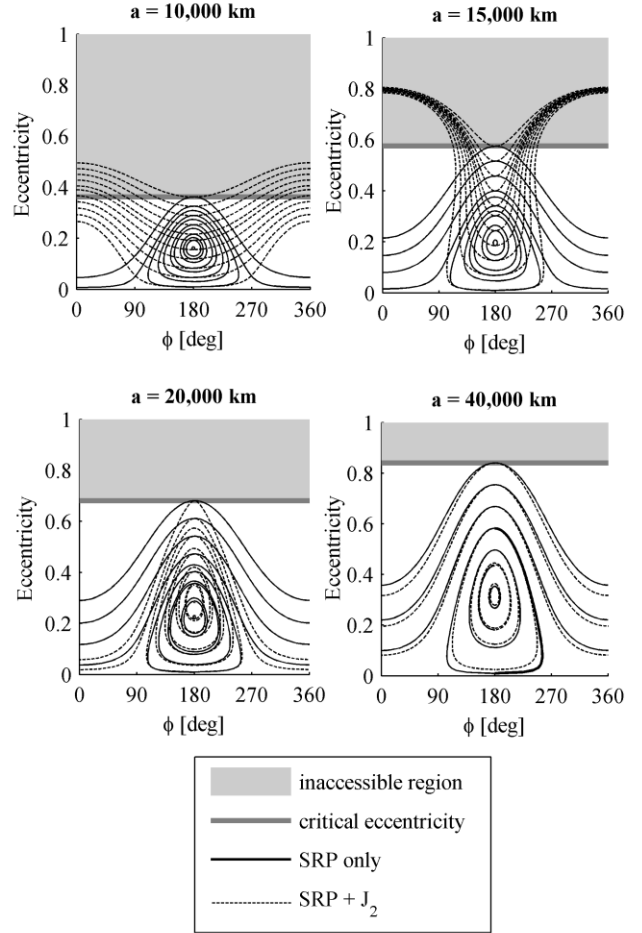 a = 10,000 km
1
0.8
0.6
0.4
0.2
0
Eccentricity
0 90 180 270 360
ϕ [deg]
a = 15,000 km
1
0.8
0.6
0.4
0.2
0
Eccentricity
0 90 180 270 360
ϕ [deg]
a = 20,000 km
1
0.8
0.6
0.4
0.2
0
Eccentricity
0 90 180 270 360
ϕ [deg]
a = 40,000 km
1
0.8
0.6
0.4
0.2
0
Eccentricity
0 90 180 270 360
ϕ [deg]
inaccessible region
critical eccentricity
SRP only
SRP + J₂